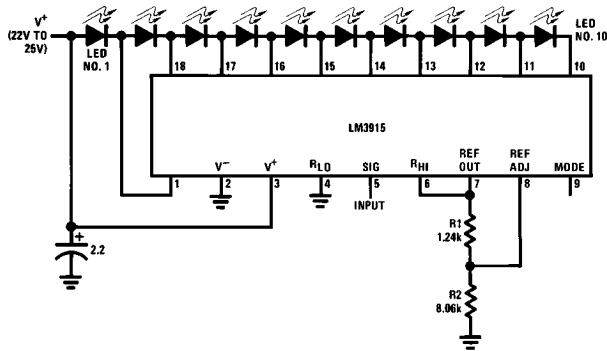 V+
(22V TO
25V)
LED
NO. 1
LED
NO. 10
18
17
16
15
14
13
12
11
10
LM3915
V−
V+
RLO
SIG
RHI
REF
OUT
REF
ADJ
MODE
1
2
3
4
5
6
7
8
9
INPUT
+
2.2
R1
1.24k
R2
8.06k